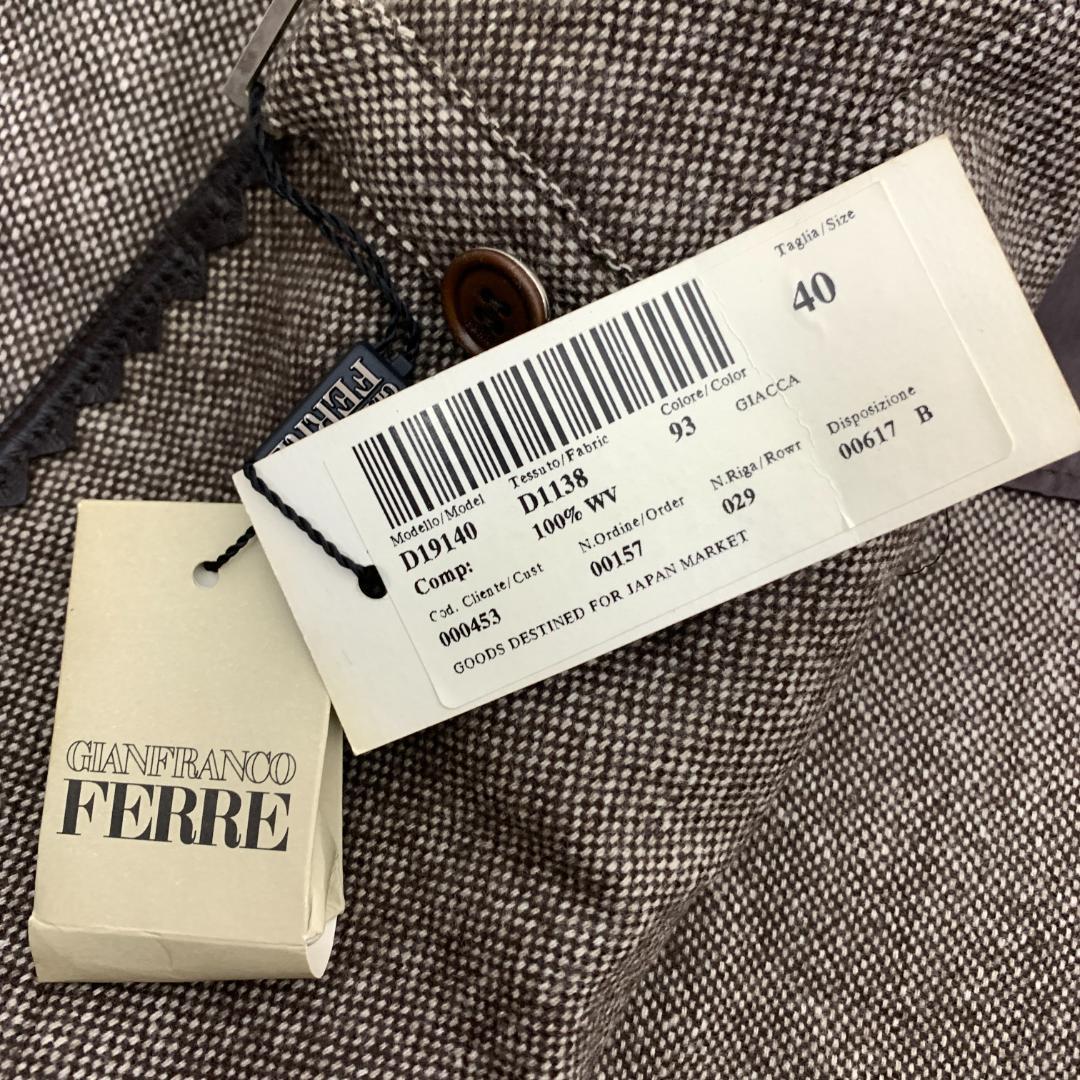 Taglia/Size
40
Modello/Model Tessuto/Fabric Colore/Color
D19140 D1138 93 GIACCA
Comp: 100% WV
Cod. Cliente/Cust N.Ordine/Order N.Riga/Rowr Disposizione
000453 00157 029 00617 B
GOODS DESTINED FOR JAPAN MARKET
GIANFRANCO
FERRE